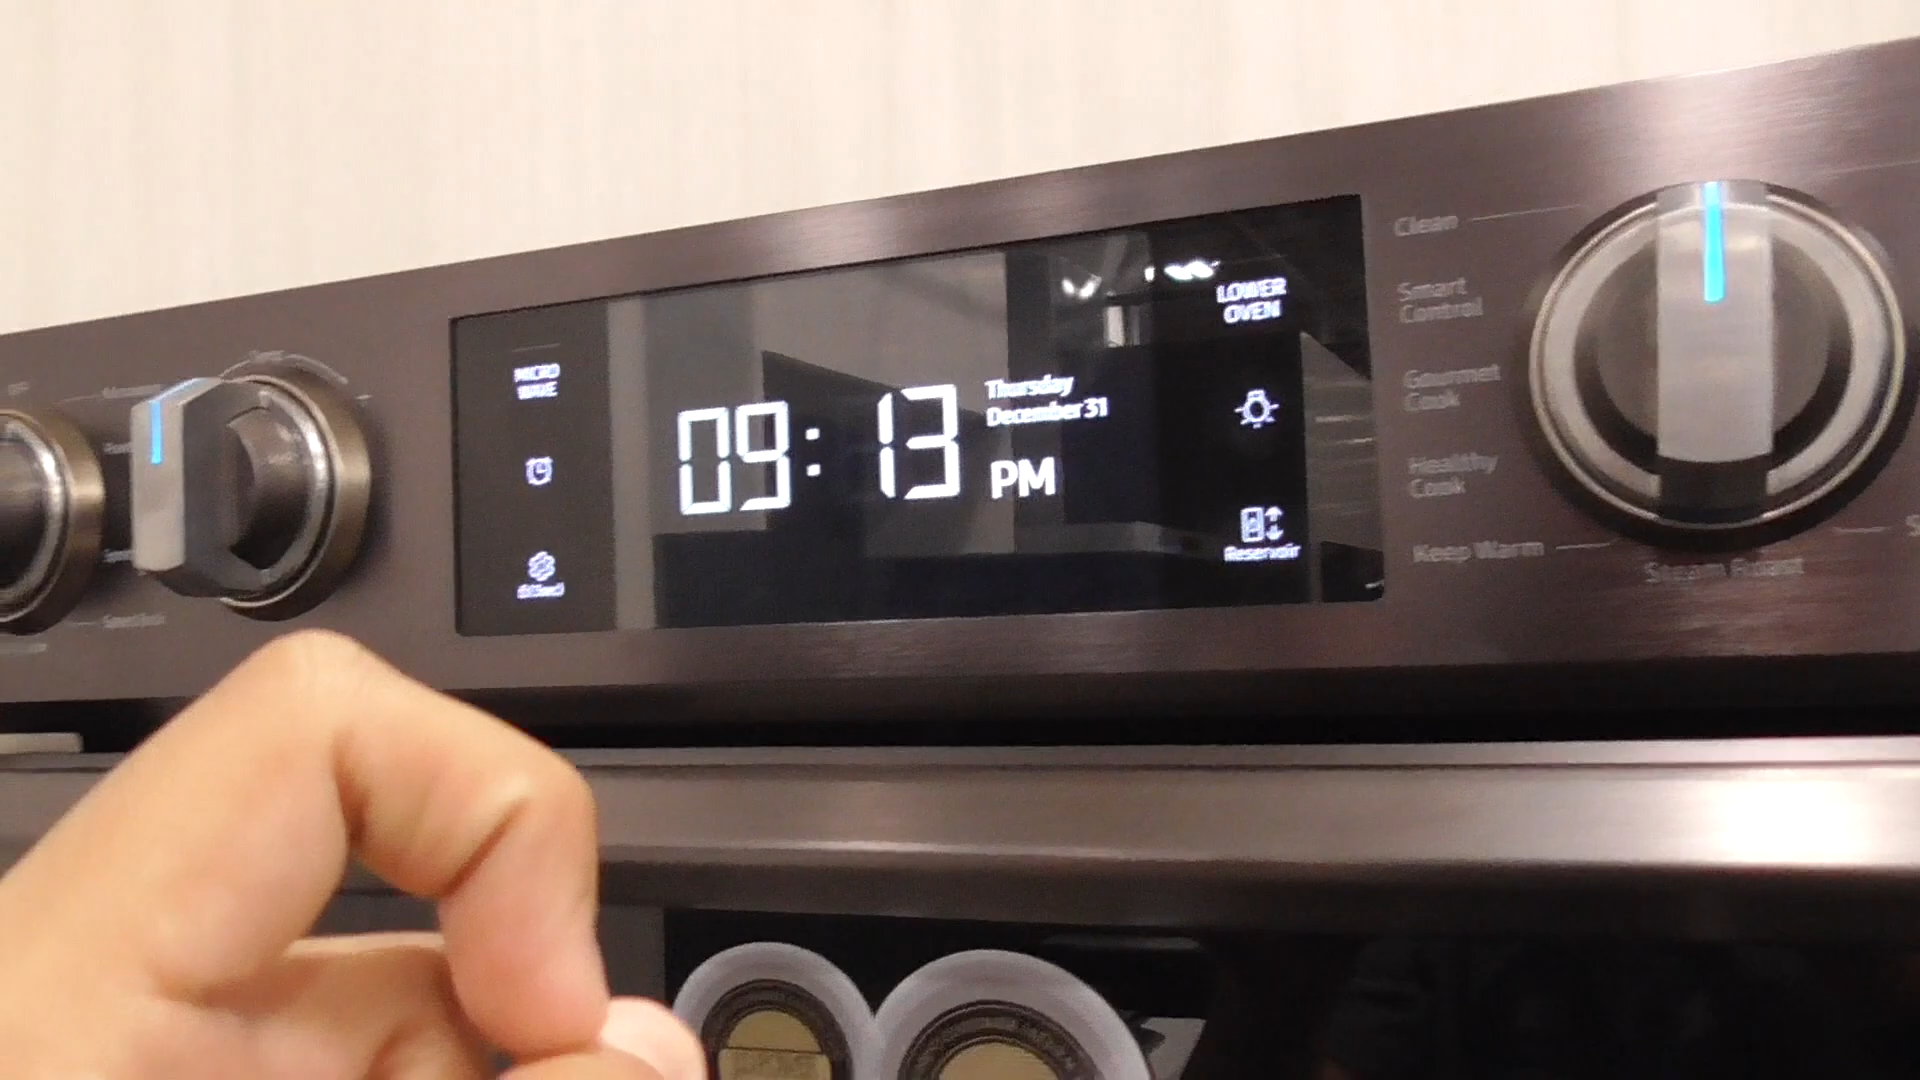 MICRO
WAVE
09:13
Thursday
December 31
PM
LOWER
OVEN
Reservoir
Clean
Smart
Control
Gourmet
Cook
Healthy
Cook
Keep Warm
Steam Roast